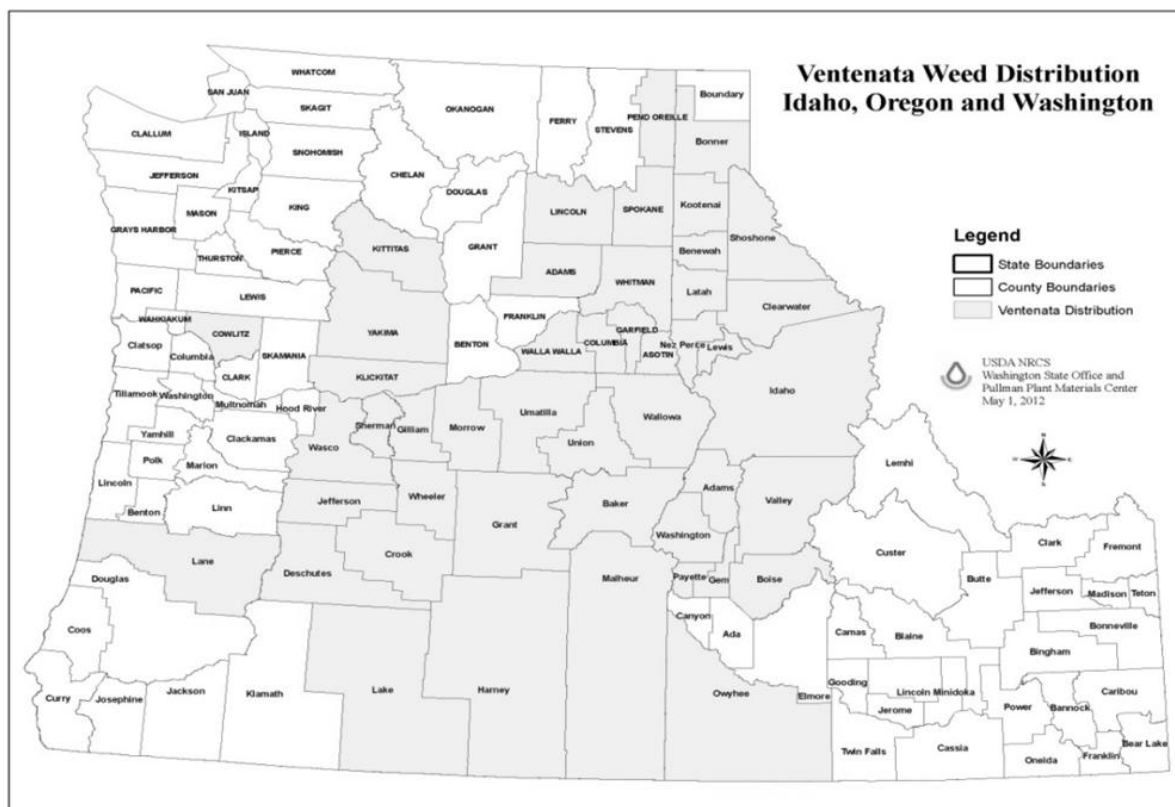 Ventenata Weed Distribution
Idaho, Oregon and Washington
WHATCOM
SAN JUAN
SKAGIT
OKANOGAN
FERRY
STEVENS
PEND OREILLE
Boundary
CLALLUM
ISLAND
SNOHOMISH
Bonner
JEFFERSON
CHELAN
DOUGLAS
KITSAP
KING
MASON
GRAYS HARBOR
LINCOLN
SPOKANE
Kootenai
Shoshone
KITTITAS
GRANT
PIERCE
THURSTON
Benewah
ADAMS
WHITMAN
PACIFIC
LEWIS
Latah
Clearwater
WAHKIAKUM
COWLITZ
YAKIMA
FRANKLIN
GARFIELD
Clatsop
Columbia
SKAMANIA
BENTON
WALLA WALLA
COLUMBIA
ASOTIN
Nez Perce
Lewis
CLARK
KLICKITAT
Idaho
Tillamook
Washington
Multnomah
Hood River
Umatilla
Wallowa
Yamhill
Clackamas
Wasco
Sherman
Gilliam
Morrow
Union
Polk
Marion
Lemhi
Lincoln
Benton
Linn
Jefferson
Wheeler
Grant
Baker
Adams
Valley
Washington
Custer
Clark
Fremont
Lane
Crook
Deschutes
Douglas
Malheur
Payette
Gem
Boise
Butte
Jefferson
Madison
Teton
Coos
Canyon
Ada
Camas
Blaine
Bonneville
Bingham
Curry
Josephine
Jackson
Klamath
Lake
Harney
Owyhee
Elmore
Gooding
Lincoln
Minidoka
Jerome
Power
Bannock
Caribou
Twin Falls
Cassia
Oneida
Franklin
Bear Lake
Legend
State Boundaries
County Boundaries
Ventenata Distribution
USDA NRCS
Washington State Office and
Pullman Plant Materials Center
May 1, 2012